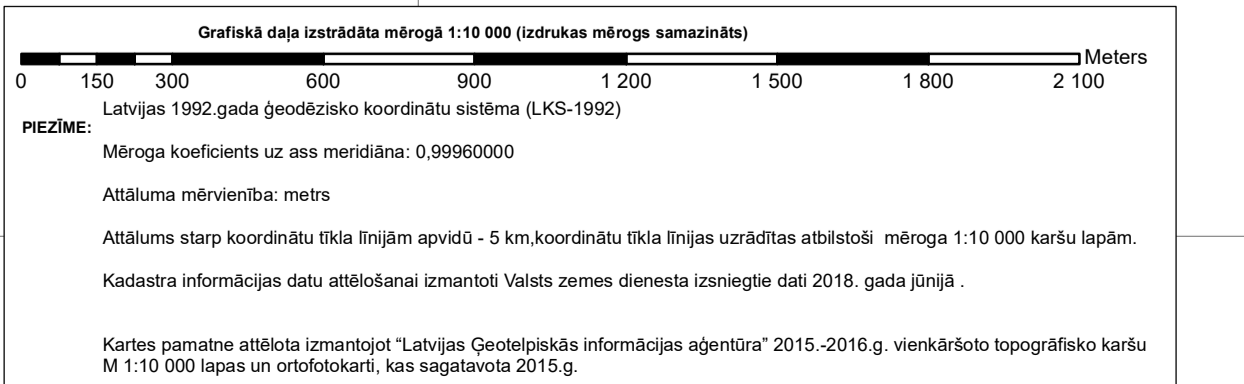 Grafiskā daļa izstrādāta mērogā 1:10 000 (izdrukas mērogs samazināts)
Meters
0 150 300 600 900 1 200 1 500 1 800 2 100
Latvijas 1992.gada ģeodēzisko koordinātu sistēma (LKS-1992)
PIEZĪME:
Mēroga koeficients uz ass meridiāna: 0,99960000
Attāluma mērvienība: metrs
Attālums starp koordinātu tīkla līnijām apvidū - 5 km,koordinātu tīkla līnijas uzrādītas atbilstoši mēroga 1:10 000 karšu lapām.
Kadastra informācijas datu attēlošanai izmantoti Valsts zemes dienesta izsniegtie dati 2018. gada jūnijā .
Kartes pamatne attēlota izmantojot “Latvijas Ģeotelpiskās informācijas aģentūra” 2015.-2016.g. vienkāršoto topogrāfisko karšu
M 1:10 000 lapas un ortofotokarti, kas sagatavota 2015.g.